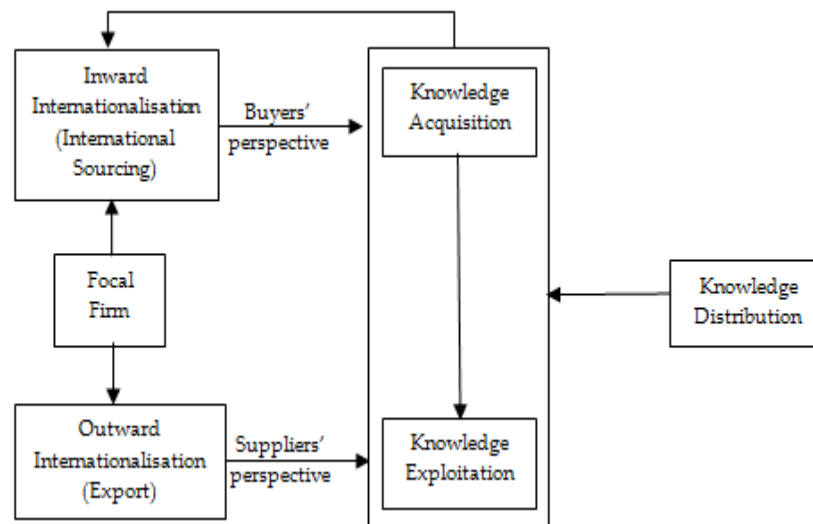 Inward
Internationalisation
(International
Sourcing)
Buyers'
perspective
Knowledge
Acquisition
Focal
Firm
Knowledge
Distribution
Outward
Internationalisation
(Export)
Suppliers'
perspective
Knowledge
Exploitation